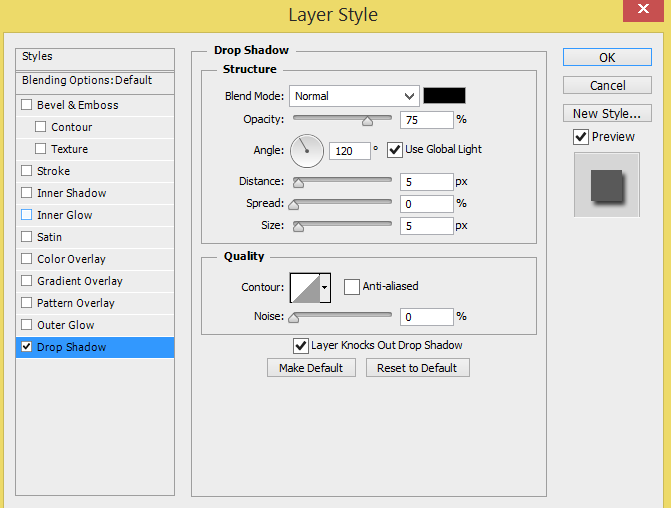 Layer Style
Styles
Blending Options:Default
Bevel & Emboss
Contour
Texture
Stroke
Inner Shadow
Inner Glow
Satin
Color Overlay
Gradient Overlay
Pattern Overlay
Outer Glow
Drop Shadow
Drop Shadow
Structure
Blend Mode: Normal
Opacity: 75 %
Angle: 120 ° Use Global Light
Distance: 5 px
Spread: 0 %
Size: 5 px
Quality
Contour: Anti-aliased
Noise: 0 %
Layer Knocks Out Drop Shadow
Make Default Reset to Default
OK
Cancel
New Style...
Preview